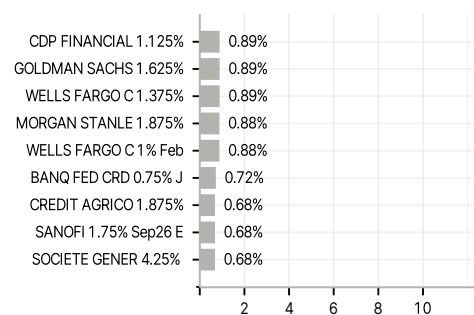 CDP FINANCIAL 1.125% 0.89%
GOLDMAN SACHS 1.625% 0.89%
WELLS FARGO C 1.375% 0.89%
MORGAN STANLE 1.875% 0.88%
WELLS FARGO C 1% Feb 0.88%
BANQ FED CRD 0.75% J 0.72%
CREDIT AGRICO 1.875% 0.68%
SANOFI 1.75% Sep26 E 0.68%
SOCIETE GENER 4.25% 0.68%
2 4 6 8 10